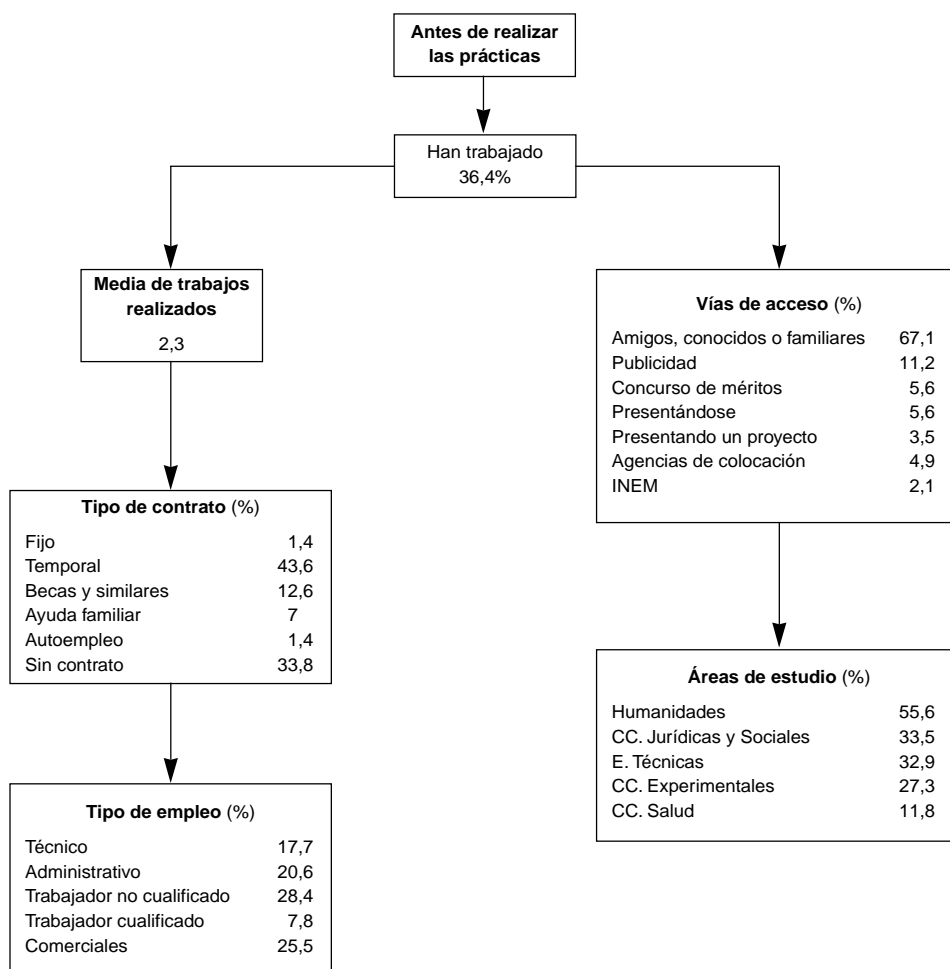 Antes de realizar
las prácticas
Han trabajado
36,4%
Media de trabajos
realizados
2,3
Vías de acceso (%)
Amigos, conocidos o familiares 67,1
Publicidad 11,2
Concurso de méritos 5,6
Presentándose 5,6
Presentando un proyecto 3,5
Agencias de colocación 4,9
INEM 2,1
Tipo de contrato (%)
Fijo 1,4
Temporal 43,6
Becas y similares 12,6
Ayuda familiar 7
Autoempleo 1,4
Sin contrato 33,8
Áreas de estudio (%)
Humanidades 55,6
CC. Jurídicas y Sociales 33,5
E. Técnicas 32,9
CC. Experimentales 27,3
CC. Salud 11,8
Tipo de empleo (%)
Técnico 17,7
Administrativo 20,6
Trabajador no cualificado 28,4
Trabajador cualificado 7,8
Comerciales 25,5